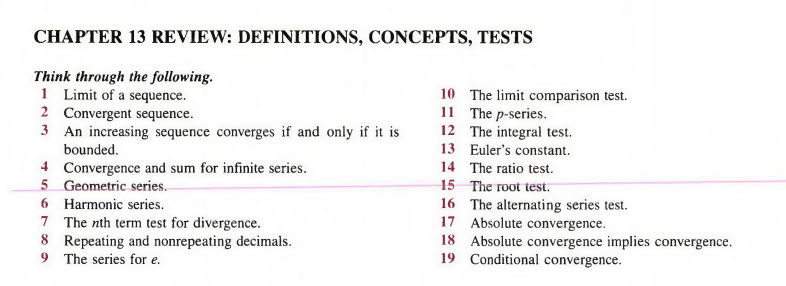 CHAPTER 13 REVIEW: DEFINITIONS, CONCEPTS, TESTS
Think through the following.
1 Limit of a sequence.
2 Convergent sequence.
3 An increasing sequence converges if and only if it is
bounded.
4 Convergence and sum for infinite series.
5 Geometric series.
6 Harmonic series.
7 The nth term test for divergence.
8 Repeating and nonrepeating decimals.
9 The series for e.
10 The limit comparison test.
11 The p-series.
12 The integral test.
13 Euler's constant.
14 The ratio test.
15 The root test.
16 The alternating series test.
17 Absolute convergence.
18 Absolute convergence implies convergence.
19 Conditional convergence.